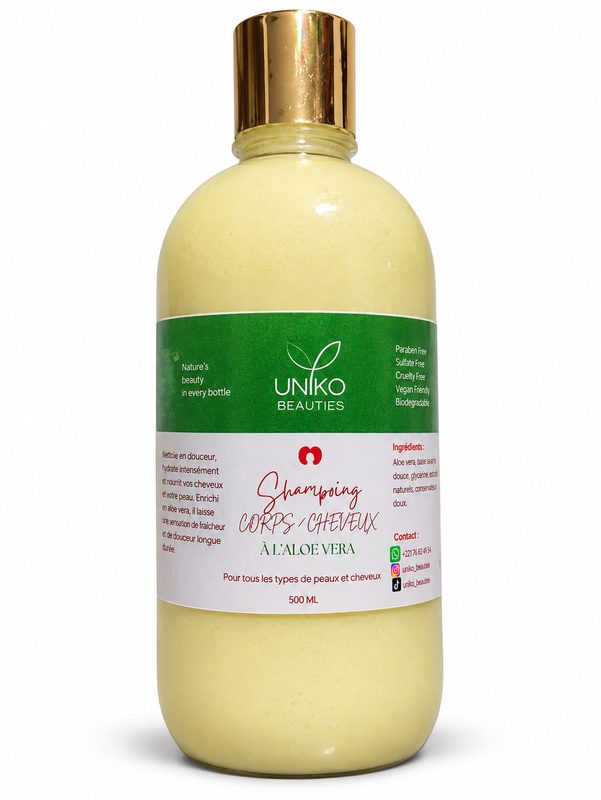 Nature's
beauty
in every bottle
UNIKO
BEAUTIES
Paraben Free
Sulfate Free
Cruelty Free
Vegan Friendly
Biodegradable
Nettoie en douceur,
hydrate intensément
et nourrit vos cheveux
et votre peau. Enrichi
en aloe vera, il laisse
une sensation de fraîcheur
et de douceur longue
durée.
Shampoing
CORPS / CHEVEUX
À L'ALOE VERA
Pour tous les types de peaux et cheveux
500 ML
Ingrédients :
Aloe vera, base lavante
douce, glycérine,
naturels,
doux.
Contact :
uniko_beauties
uniko_beauties